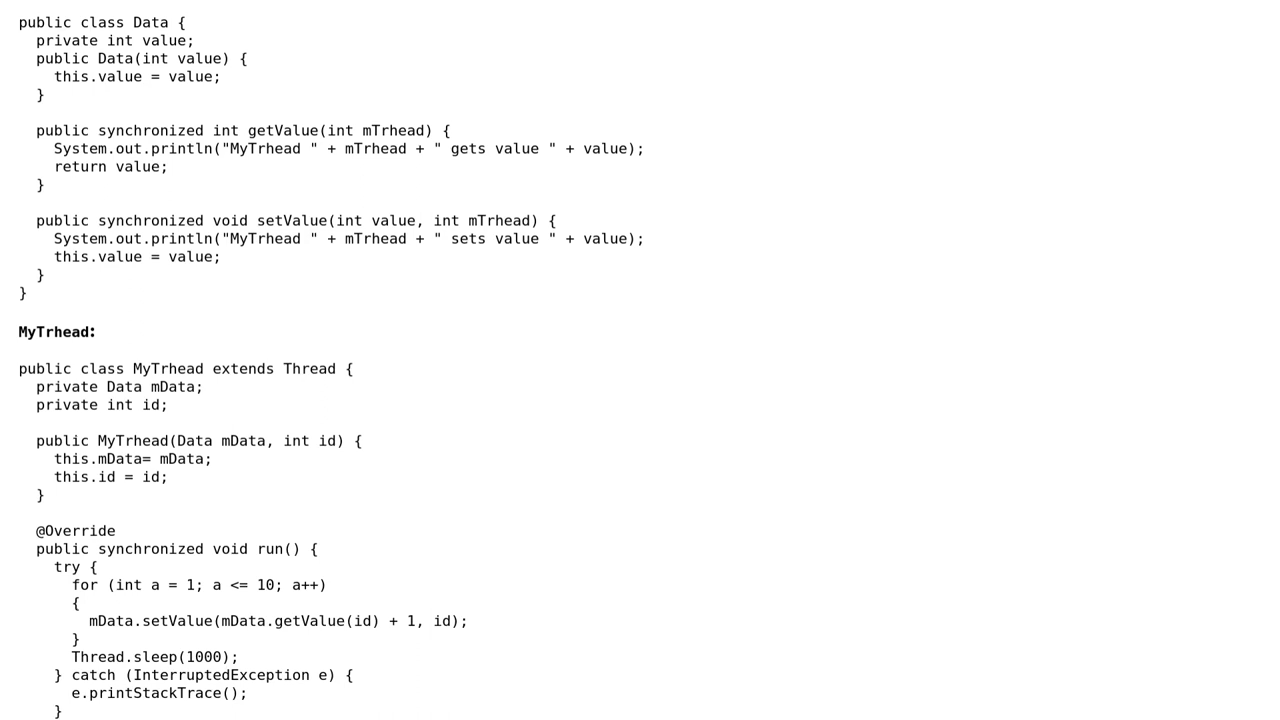 public class Data {
  private int value;
  public Data(int value) {
    this.value = value;
  }

  public synchronized int getValue(int mTrhead) {
    System.out.println("MyTrhead " + mTrhead + " gets value " + value);
    return value;
  }

  public synchronized void setValue(int value, int mTrhead) {
    System.out.println("MyTrhead " + mTrhead + " sets value " + value);
    this.value = value;
  }
}

MyTrhead:

public class MyTrhead extends Thread {
  private Data mData;
  private int id;

  public MyTrhead(Data mData, int id) {
    this.mData= mData;
    this.id = id;
  }

  @Override
  public synchronized void run() {
    try {
      for (int a = 1; a <= 10; a++)
      {
        mData.setValue(mData.getValue(id) + 1, id);
      }
      Thread.sleep(1000);
    } catch (InterruptedException e) {
      e.printStackTrace();
    }